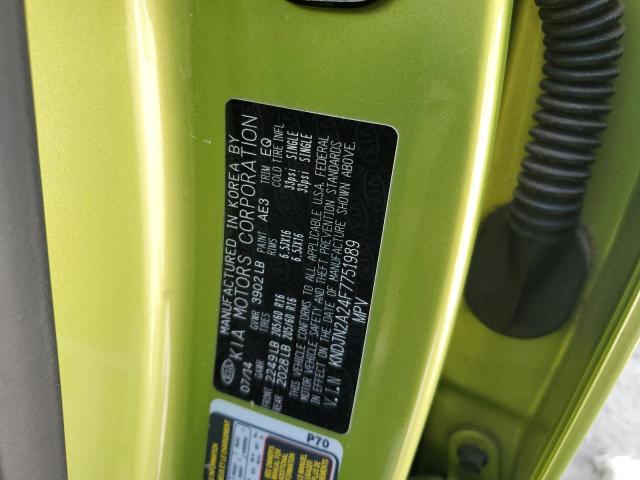 MANUFACTURED IN KOREA BY
KIA KIA MOTORS CORPORATION
07/14 GVWR 3902LB PAINT AE3 TRIM EQ
GAWR TIRES RIMS COLD TIRE INFL
FRONT 2249LB 205/60 R16 6.5JX16 33psi SINGLE
REAR 2028LB 205/60 R16 6.5JX16 33psi SINGLE
THIS VEHICLE CONFORMS TO ALL APPLICABLE U.S.A. FEDERAL
MOTOR VEHICLE SAFETY AND THEFT PREVENTION STANDARDS
IN EFFECT ON THE DATE OF MANUFACTURE SHOWN ABOVE.
V.I.N KNDJN2A24F7751989
MPV
P70